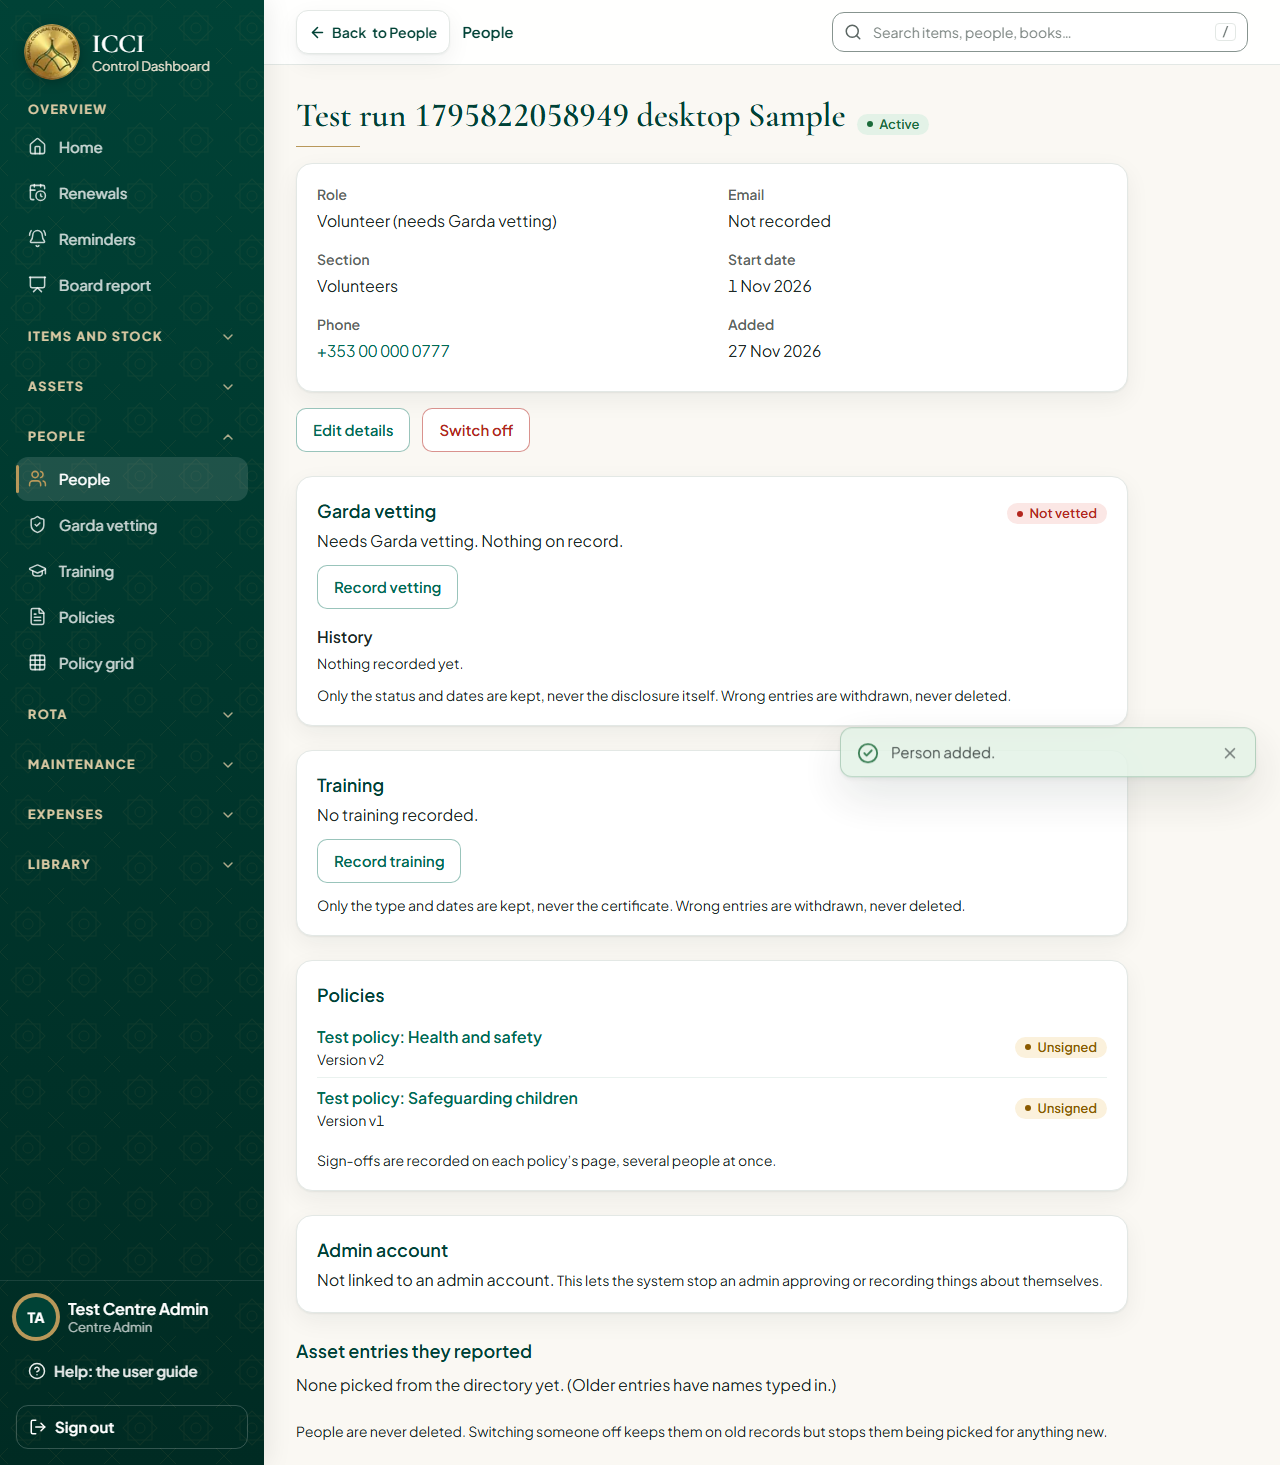 ICCI
Control Dashboard
OVERVIEW
Home
Renewals
Reminders
Board report
ITEMS AND STOCK
ASSETS
PEOPLE
People
Garda vetting
Training
Policies
Policy grid
ROTA
MAINTENANCE
EXPENSES
LIBRARY
TA
Test Centre Admin
Centre Admin
Help: the user guide
Sign out
Back to People
People
Search items, people, books…
/
Test run 1795822058949 desktop Sample
Active
Role
Volunteer (needs Garda vetting)
Email
Not recorded
Section
Volunteers
Start date
1 Nov 2026
Phone
+353 00 000 0777
Added
27 Nov 2026
Edit details
Switch off
Garda vetting
Not vetted
Needs Garda vetting. Nothing on record.
Record vetting
History
Nothing recorded yet.
Only the status and dates are kept, never the disclosure itself. Wrong entries are withdrawn, never deleted.
Person added.
Training
No training recorded.
Record training
Only the type and dates are kept, never the certificate. Wrong entries are withdrawn, never deleted.
Policies
Test policy: Health and safety
Version v2
Unsigned
Test policy: Safeguarding children
Version v1
Unsigned
Sign-offs are recorded on each policy's page, several people at once.
Admin account
Not linked to an admin account. This lets the system stop an admin approving or recording things about themselves.
Asset entries they reported
None picked from the directory yet. (Older entries have names typed in.)
People are never deleted. Switching someone off keeps them on old records but stops them being picked for anything new.